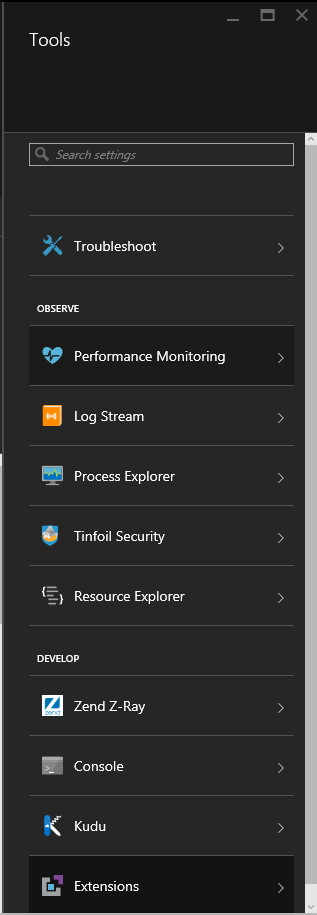 Tools
Search settings
Troubleshoot
OBSERVE
Performance Monitoring
Log Stream
Process Explorer
Tinfoil Security
Resource Explorer
DEVELOP
zend
Zend Z-Ray
Console
Kudu
Extensions